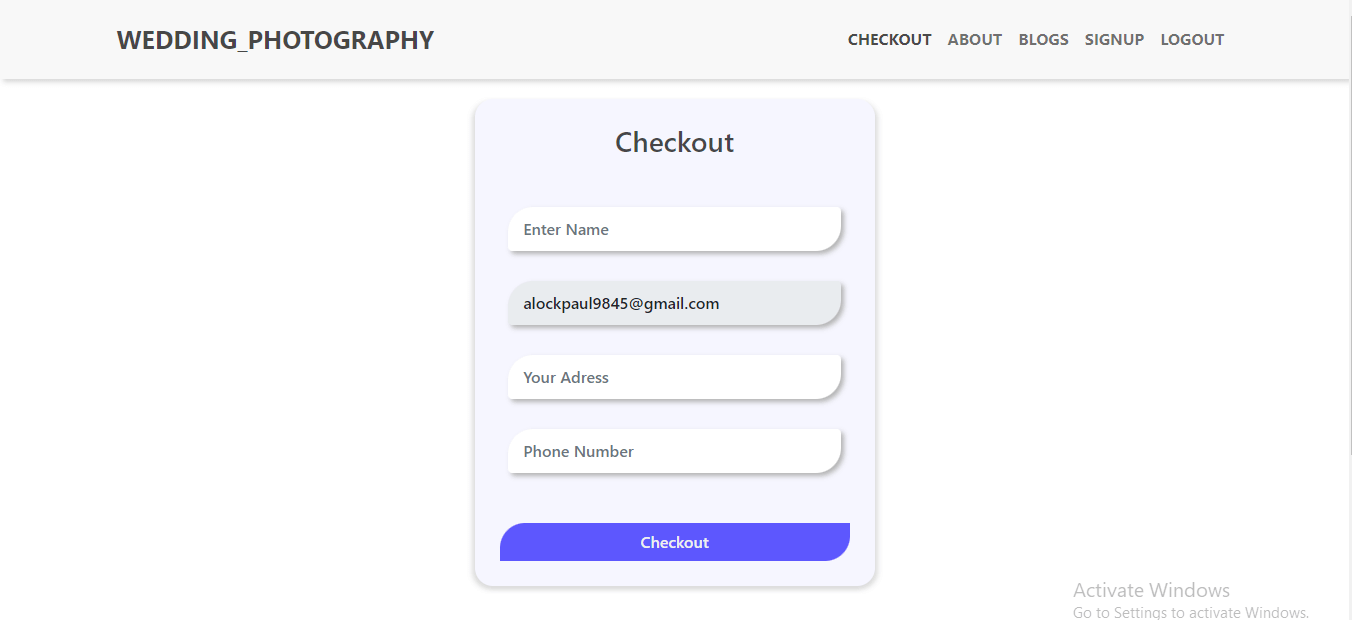 WEDDING_PHOTOGRAPHY
CHECKOUT ABOUT BLOGS SIGNUP LOGOUT
Checkout
Enter Name
alockpaul9845@gmail.com
Your Adress
Phone Number
Checkout
Activate Windows
Go to Settings to activate Windows.